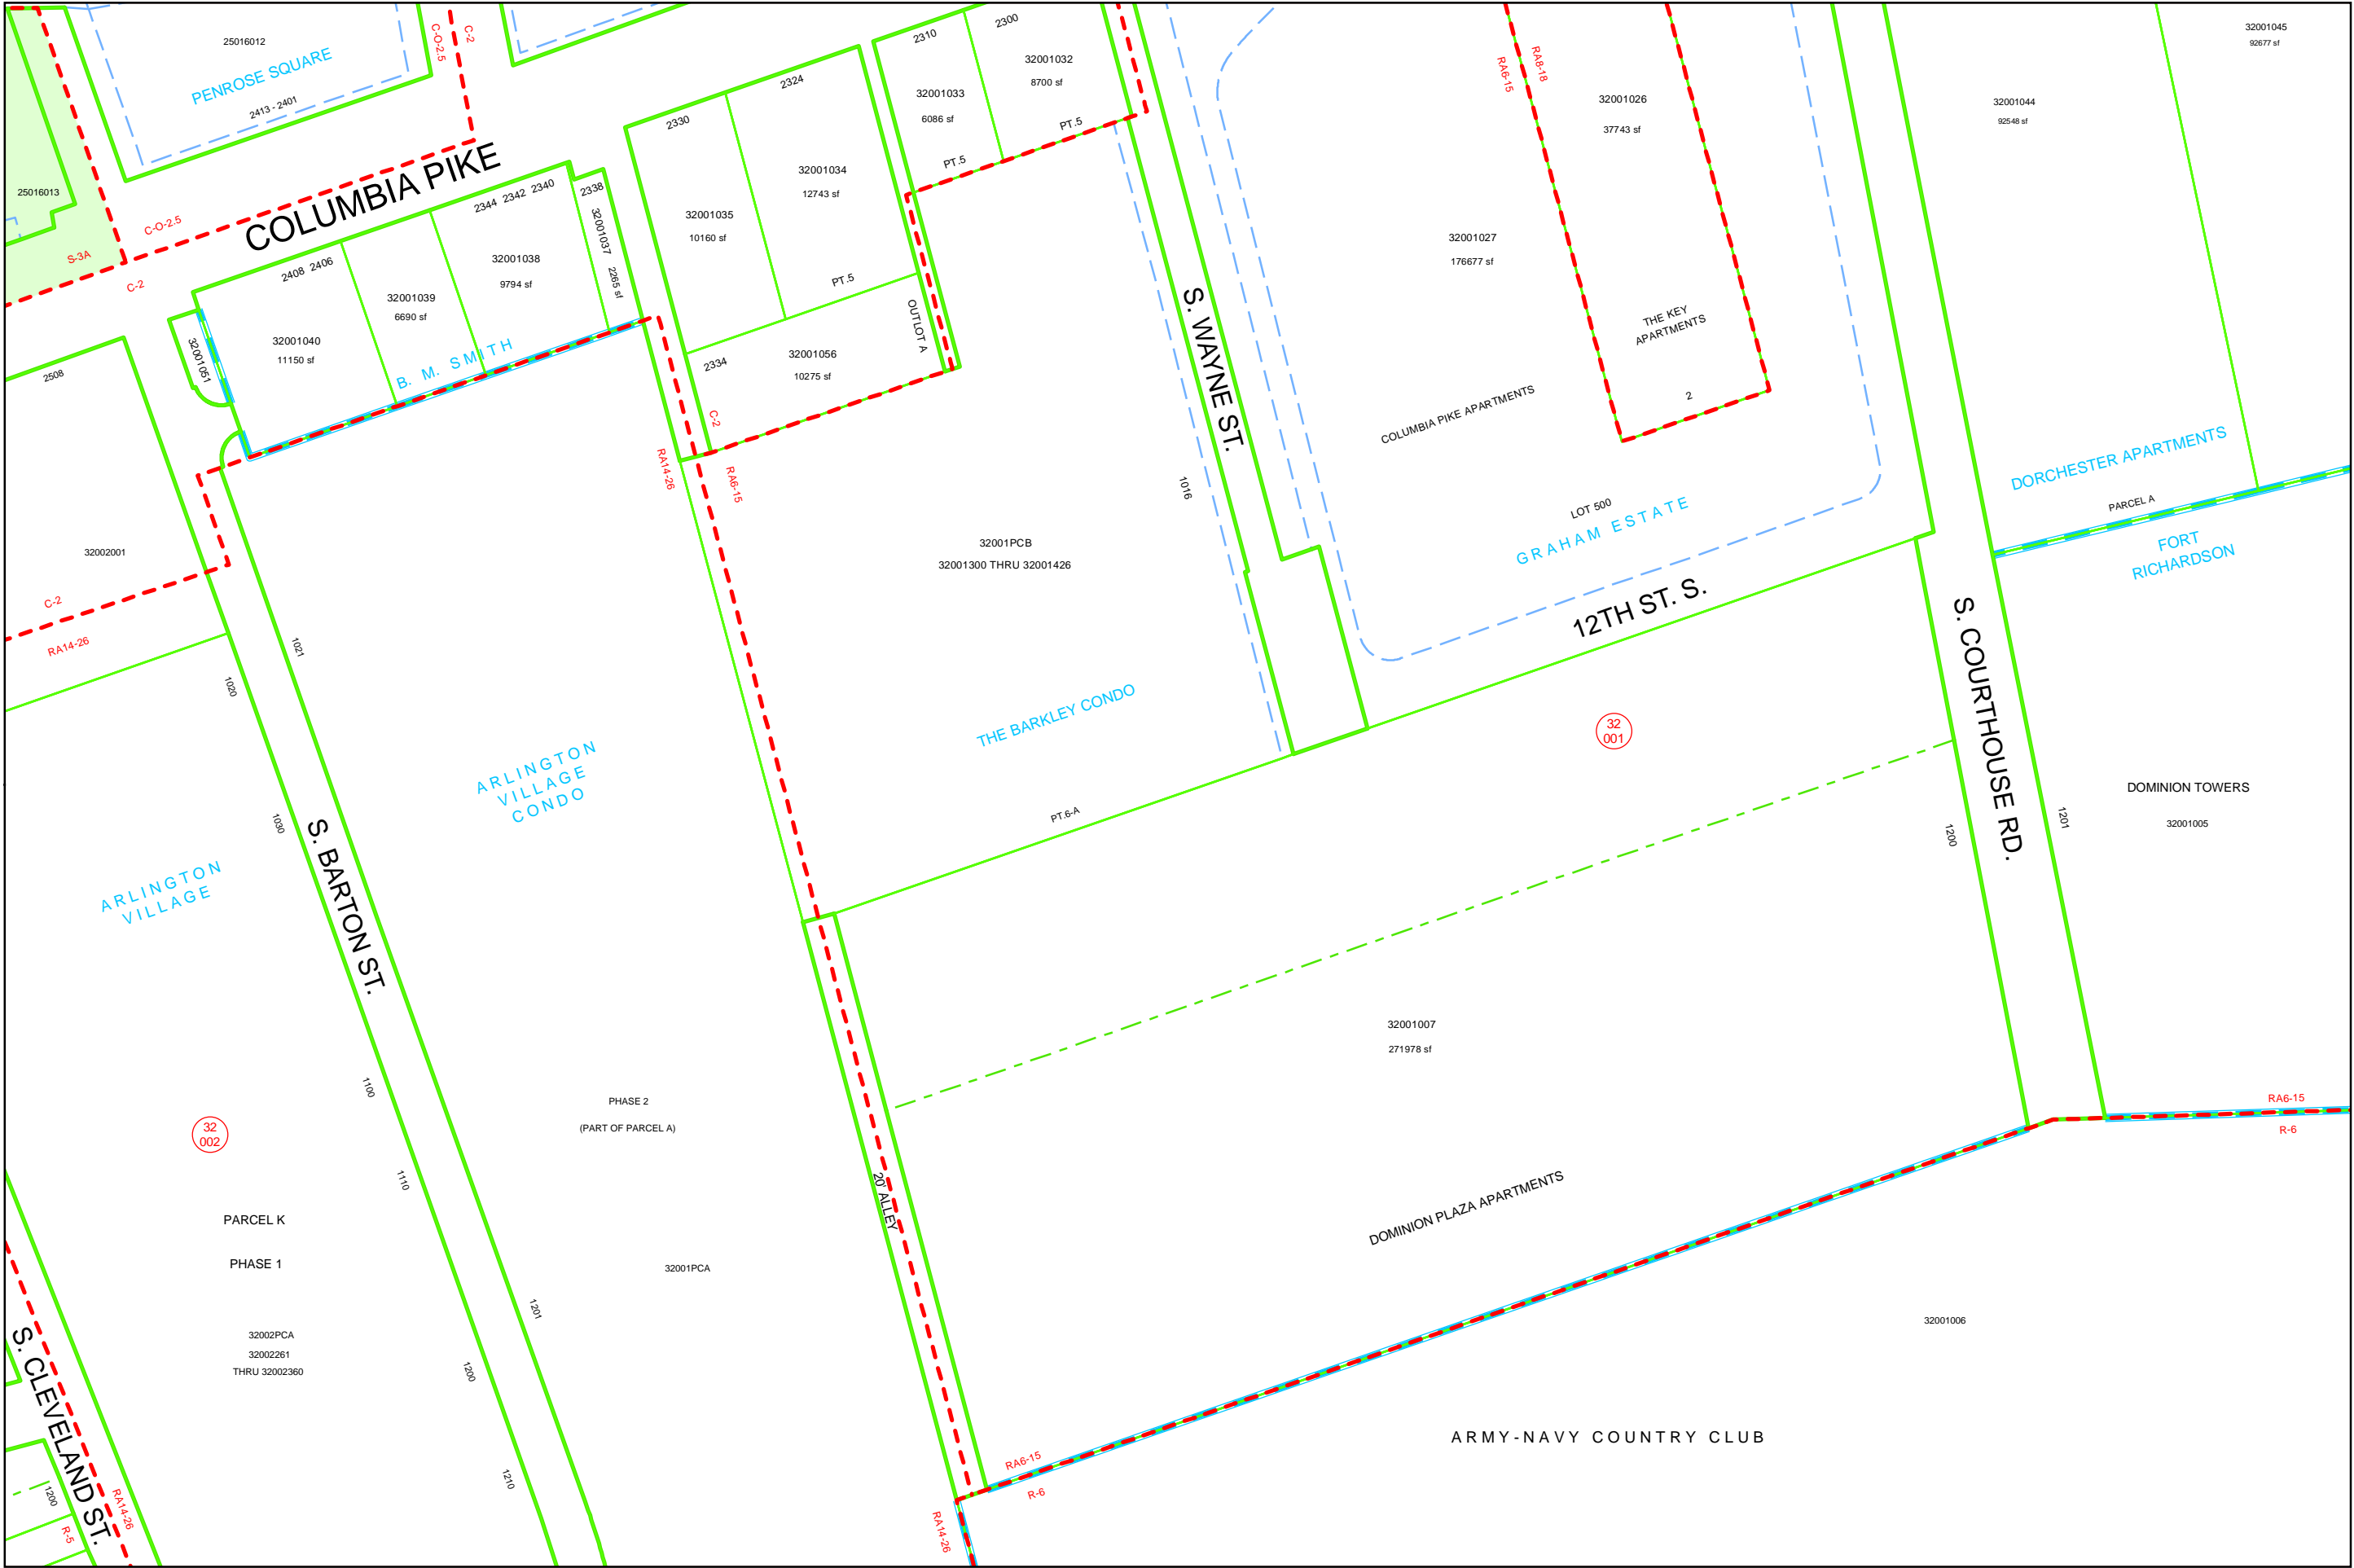 25016012
PENROSE SQUARE
2413 - 2401
C-O-2.5
C-2
25016013
S-3A
C-O-2.5
C-2
COLUMBIA PIKE
2310
2300
32001033
6086 sf
32001032
8700 sf
PT.5
PT.5
2330
2324
32001034
12743 sf
32001035
10160 sf
PT.5
OUTLOT A
2334
32001056
10275 sf
2408 2406
2344 2342 2340
2338
32001037 2265 sf
32001038
9794 sf
32001039
6690 sf
32001040
11150 sf
32001051
B. M. SMITH
2508
C-2
RA14-26
RA6-15
S. WAYNE ST.
1016
RA6-15
RA8-18
32001026
37743 sf
32001027
176677 sf
THE KEY
APARTMENTS
2
COLUMBIA PIKE APARTMENTS
LOT 500
GRAHAM ESTATE
32001045
92677 sf
32001044
92548 sf
DORCHESTER APARTMENTS
PARCEL A
FORT
RICHARDSON
32002001
C-2
RA14-26
1021
1020
32001PCB
32001300 THRU 32001426
12TH ST. S.
S. COURTHOUSE RD.
THE BARKLEY CONDO
32
001
PT.6-A
ARLINGTON
VILLAGE
CONDO
ARLINGTON
VILLAGE
1030
S. BARTON ST.
DOMINION TOWERS
32001005
1200
1201
32001007
271978 sf
1100
PHASE 2
(PART OF PARCEL A)
32
002
1110
20' ALLEY
DOMINION PLAZA APARTMENTS
RA6-15
R-6
PARCEL K
PHASE 1
32001PCA
1201
32002PCA
32002261
THRU 32002360
1200
S. CLEVELAND ST.
32001006
ARMY-NAVY COUNTRY CLUB
RA6-15
R-6
1210
1200
RA14-26
R-5
RA14-26